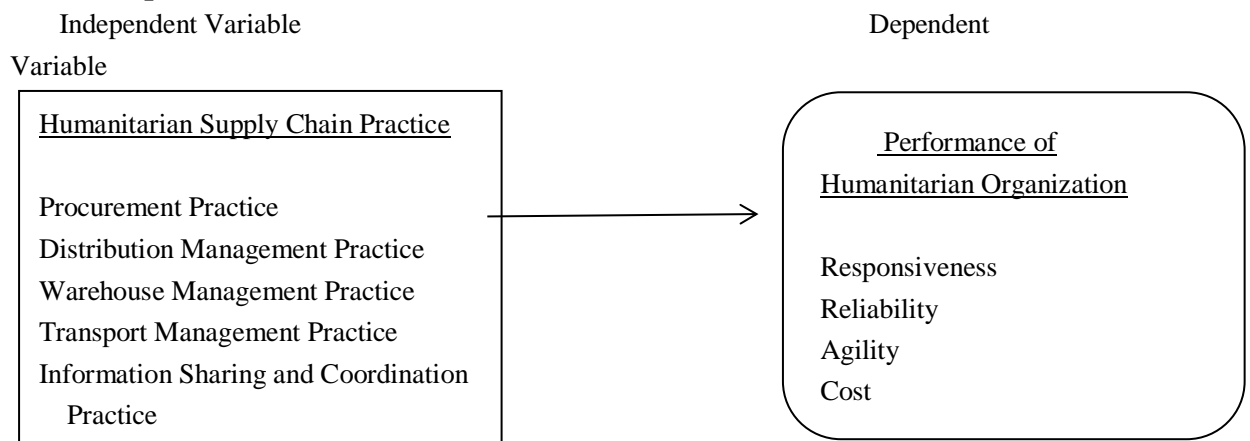 Independent Variable Dependent
Variable
Humanitarian Supply Chain Practice
Procurement Practice
Distribution Management Practice
Warehouse Management Practice
Transport Management Practice
Information Sharing and Coordination
Practice
Performance of
Humanitarian Organization
Responsiveness
Reliability
Agility
Cost